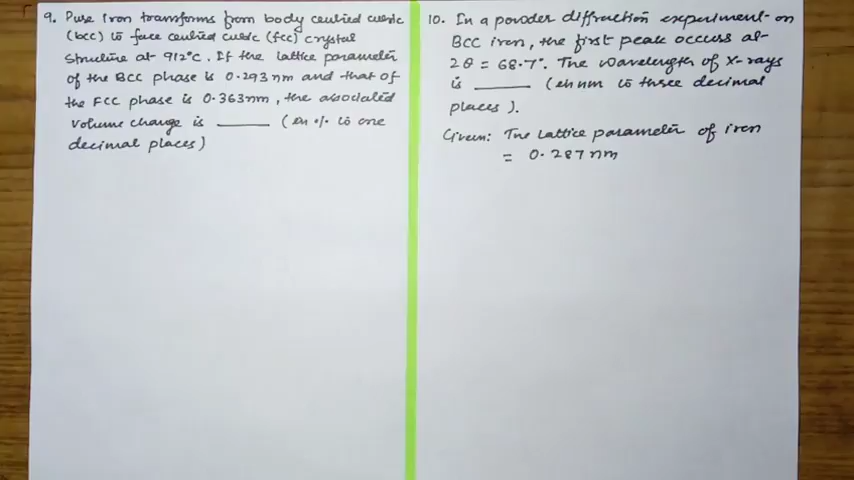 9. Pure Iron transforms from body centred cubic
(bcc) to face centred cubic (fcc) crystal
structure at 912°C. If the lattice parameter
of the BCC phase is 0.293 nm and that of
the FCC phase is 0.363nm, the associated
volume change is ______ (in % to one
decimal places)
10. In a powder diffraction experiment on
BCC iron, the first peak occurs at
2θ = 68.7°. The wavelength of X-rays
is ______ (in nm to three decimal
places).
Given: The lattice parameter of iron
= 0.287 nm